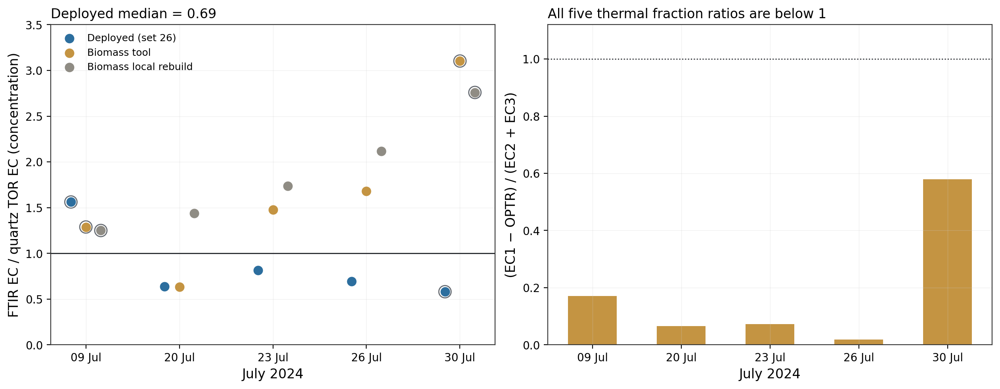 Deployed median = 0.69
FTIR EC / quartz TOR EC (concentration)
3.5
3.0
2.5
2.0
1.5
1.0
0.5
0.0
Deployed (set 26)
Biomass tool
Biomass local rebuild
09 Jul
20 Jul
23 Jul
26 Jul
30 Jul
July 2024
All five thermal fraction ratios are below 1
(EC1 − OPTR) / (EC2 + EC3)
1.0
0.8
0.6
0.4
0.2
0.0
09 Jul
20 Jul
23 Jul
26 Jul
30 Jul
July 2024